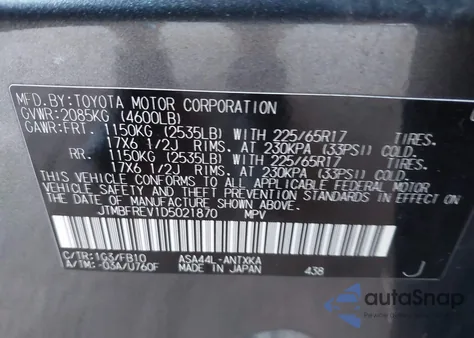 MFD.BY:TOYOTA MOTOR CORPORATION
GVWR:2085KG (4600LB)
GAWR:FRT. 1150KG (2535LB) WITH 225/65R17
17X6 1/2J RIMS, AT 230KPA (33PSI) COLD.
RR. 1150KG (2535LB) WITH 225/65R17
17X6 1/2J RIMS, AT 230KPA (33PSI) COLD.
THIS VEHICLE CONFORMS TO ALL APPLICABLE FEDERAL MOTOR
VEHICLE SAFETY AND THEFT PREVENTION STANDARDS IN EFFECT ON
THE DATE OF MANUFACTURE SHOWN ABOVE.
JTMBFREV1D5021870 MPV
C/TR:1G3/FB10 ASA44L-ANTXKA
A/TM:-03A/U760F MADE IN JAPAN 438 J
autoSnap